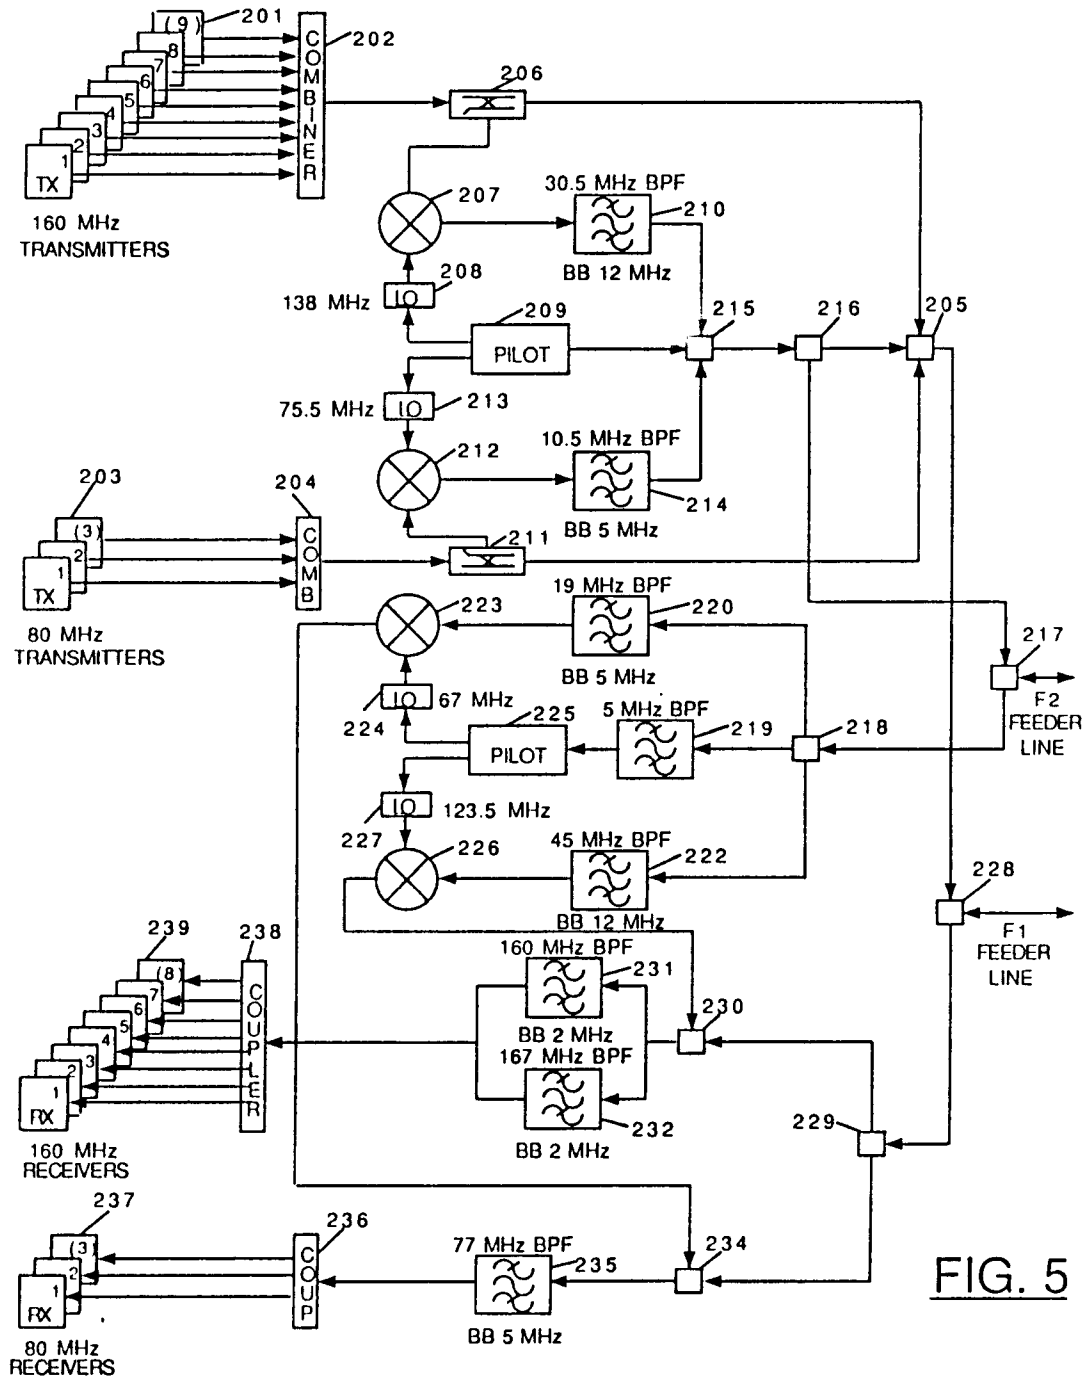 (9)
201
202
8
7
6
5
4
3
2
1
TX
COMBINER
160 MHz
TRANSMITTERS
206
207
30.5 MHz BPF
210
BB 12 MHz
208
LO
138 MHz
209
PILOT
215
216
205
75.5 MHz
LO
213
212
10.5 MHz BPF
214
BB 5 MHz
203
204
(3)
2
1
TX
COMB
211
80 MHz
TRANSMITTERS
223
19 MHz BPF
220
BB 5 MHz
217
F2
FEEDER
LINE
LO
67 MHz
224
225
PILOT
5 MHz BPF
219
218
LO
123.5 MHz
227
226
45 MHz BPF
222
BB 12 MHz
228
F1
FEEDER
LINE
239
238
(8)
7
6
5
4
3
2
1
RX
COUPLER
160 MHz BPF
231
BB 2 MHz
230
167 MHz BPF
232
BB 2 MHz
229
160 MHz
RECEIVERS
237
236
(3)
2
1
RX
COUP
77 MHz BPF
235
BB 5 MHz
234
80 MHz
RECEIVERS
FIG. 5